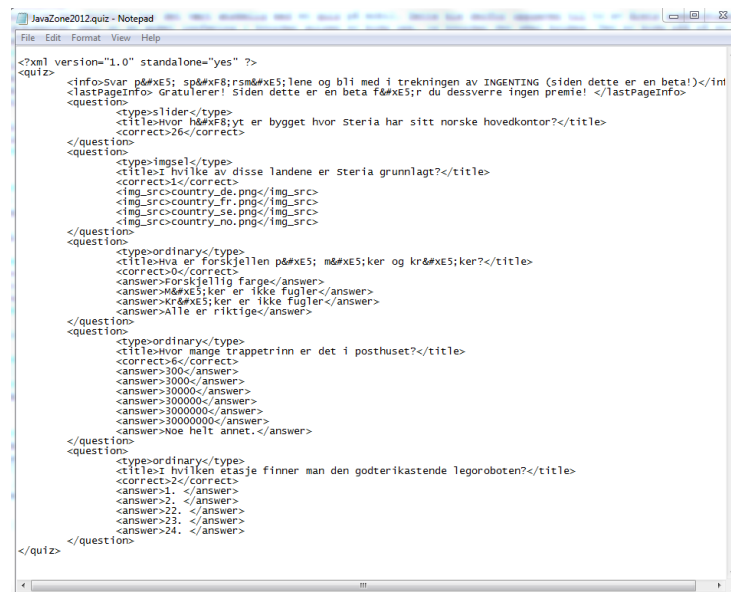 JavaZone2012.quiz - Notepad
File Edit Format View Help
<?xml version="1.0" standalone="yes" ?>
<quiz>
<info>Svar p&#xE5; sp&#xF8;rsm&#xE5;lene og bli med i trekningen av INGENTING (siden dette er en beta!)</inf
<lastPageInfo> Gratulerer! Siden dette er en beta f&#xE5;r du dessverre ingen premie! </lastPageInfo>
<question>
<type>slider</type>
<title>Hvor h&#xF8;yt er bygget hvor Steria har sitt norske hovedkontor?</title>
<correct>26</correct>
</question>
<question>
<type>imgsel</type>
<title>I hvilke av disse landene er Steria grunnlagt?</title>
<correct>1</correct>
<img_src>country_de.png</img_src>
<img_src>country_fr.png</img_src>
<img_src>country_se.png</img_src>
<img_src>country_no.png</img_src>
</question>
<question>
<type>ordinary</type>
<title>Hva er forskjellen p&#xE5; m&#xE5;ker og kr&#xE5;ker?</title>
<correct>0</correct>
<answer>Forskjellig farge</answer>
<answer>M&#xE5;ker er ikke fugler</answer>
<answer>Kr&#xE5;ker er ikke fugler</answer>
<answer>Alle er riktige</answer>
</question>
<question>
<type>ordinary</type>
<title>Hvor mange trappetrinn er det i posthuset?</title>
<correct>6</correct>
<answer>300</answer>
<answer>3000</answer>
<answer>30000</answer>
<answer>300000</answer>
<answer>3000000</answer>
<answer>30000000</answer>
<answer>Noe helt annet.</answer>
</question>
<question>
<type>ordinary</type>
<title>I hvilken etasje finner man den godterikastende legoroboten?</title>
<correct>2</correct>
<answer>1. </answer>
<answer>2. </answer>
<answer>22. </answer>
<answer>23. </answer>
<answer>24. </answer>
</question>
</quiz>